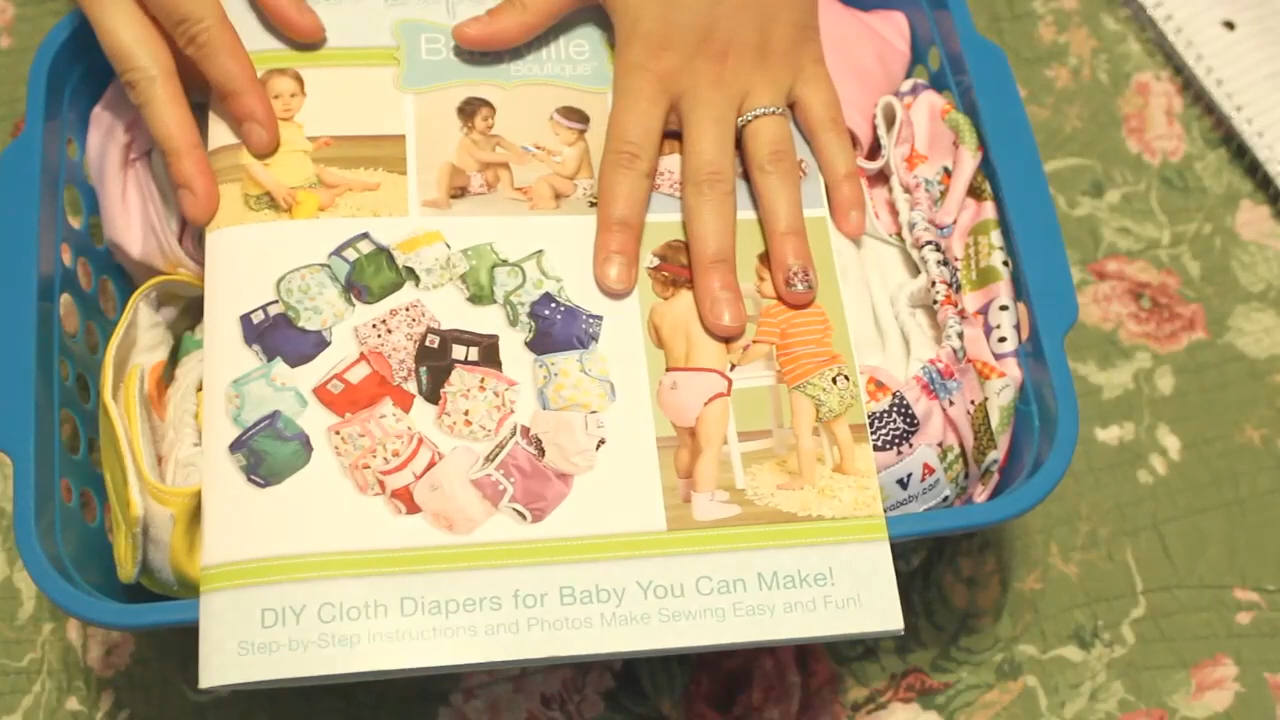 Boutique™
DIY Cloth Diapers for Baby You Can Make!
Step-by-Step Instructions and Photos Make Sewing Easy and Fun!
VA
vababy.com